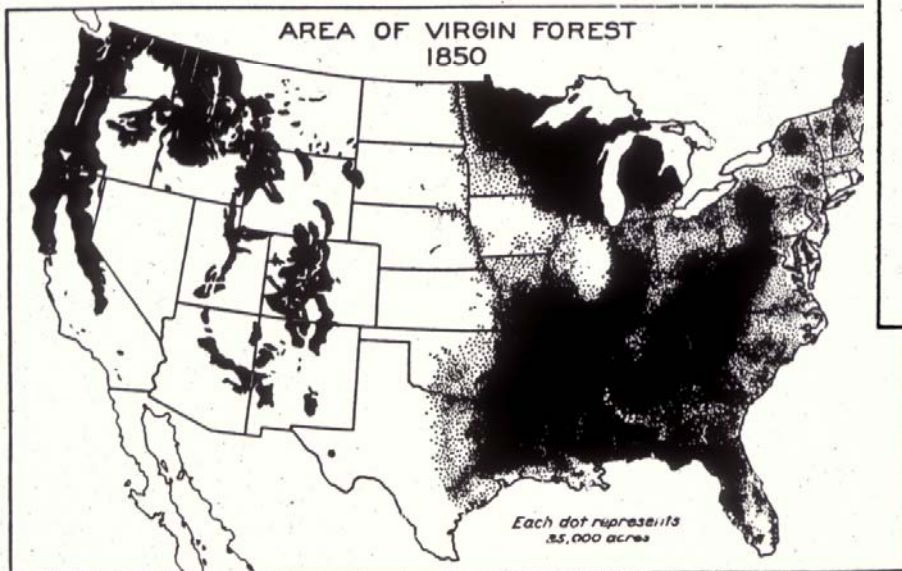 AREA OF VIRGIN FOREST
1850
Each dot represents
25,000 acres